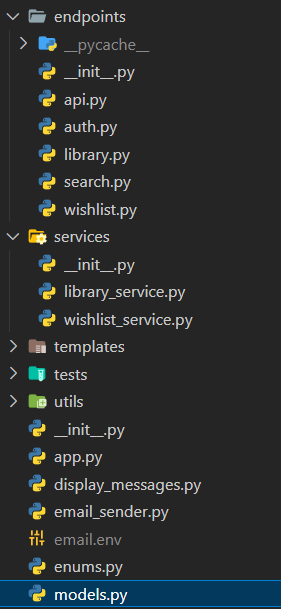 endpoints
__pycache__
__init__.py
api.py
auth.py
library.py
search.py
wishlist.py
services
__init__.py
library_service.py
wishlist_service.py
templates
tests
utils
__init__.py
app.py
display_messages.py
email_sender.py
email.env
enums.py
models.py